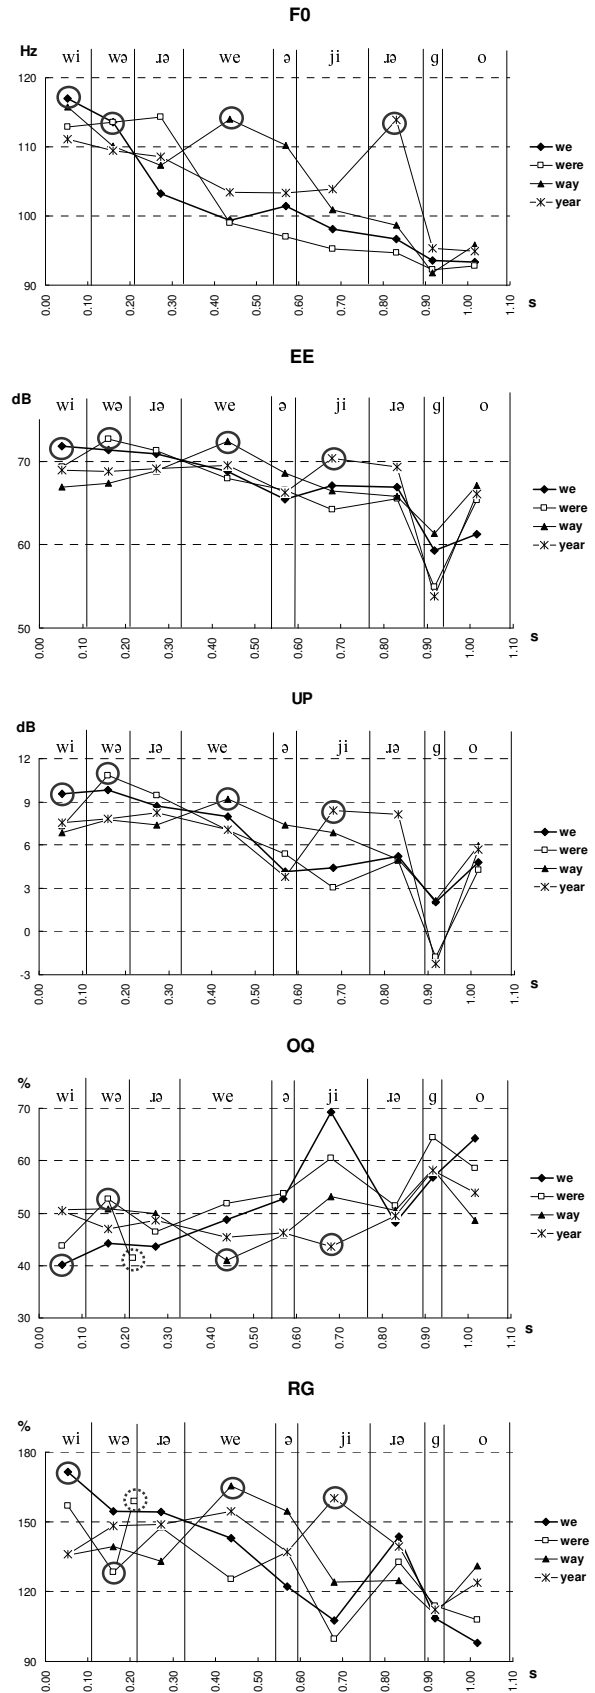 F0
Hz
wi wə ɹə we ə ji ɹə ɡ o
120
110
100
90
we
were
way
year
0.00 0.10 0.20 0.30 0.40 0.50 0.60 0.70 0.80 0.90 1.00 1.10 s
EE
dB
wi wə ɹə we ə ji ɹə ɡ o
70
60
50
we
were
way
year
0.00 0.10 0.20 0.30 0.40 0.50 0.60 0.70 0.80 0.90 1.00 1.10 s
UP
dB
wi wə ɹə we ə ji ɹə ɡ o
12
9
6
3
0
-3
we
were
way
year
0.00 0.10 0.20 0.30 0.40 0.50 0.60 0.70 0.80 0.90 1.00 1.10 s
OQ
%
wi wə ɹə we ə ji ɹə ɡ o
70
60
50
40
30
we
were
way
year
0.00 0.10 0.20 0.30 0.40 0.50 0.60 0.70 0.80 0.90 1.00 1.10 s
RG
%
wi wə ɹə we ə ji ɹə ɡ o
180
150
120
90
we
were
way
year
0.00 0.10 0.20 0.30 0.40 0.50 0.60 0.70 0.80 0.90 1.00 1.10 s